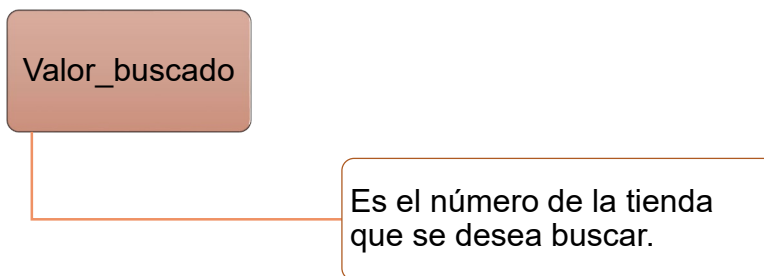 Valor_buscado
Es el número de la tienda
que se desea buscar.